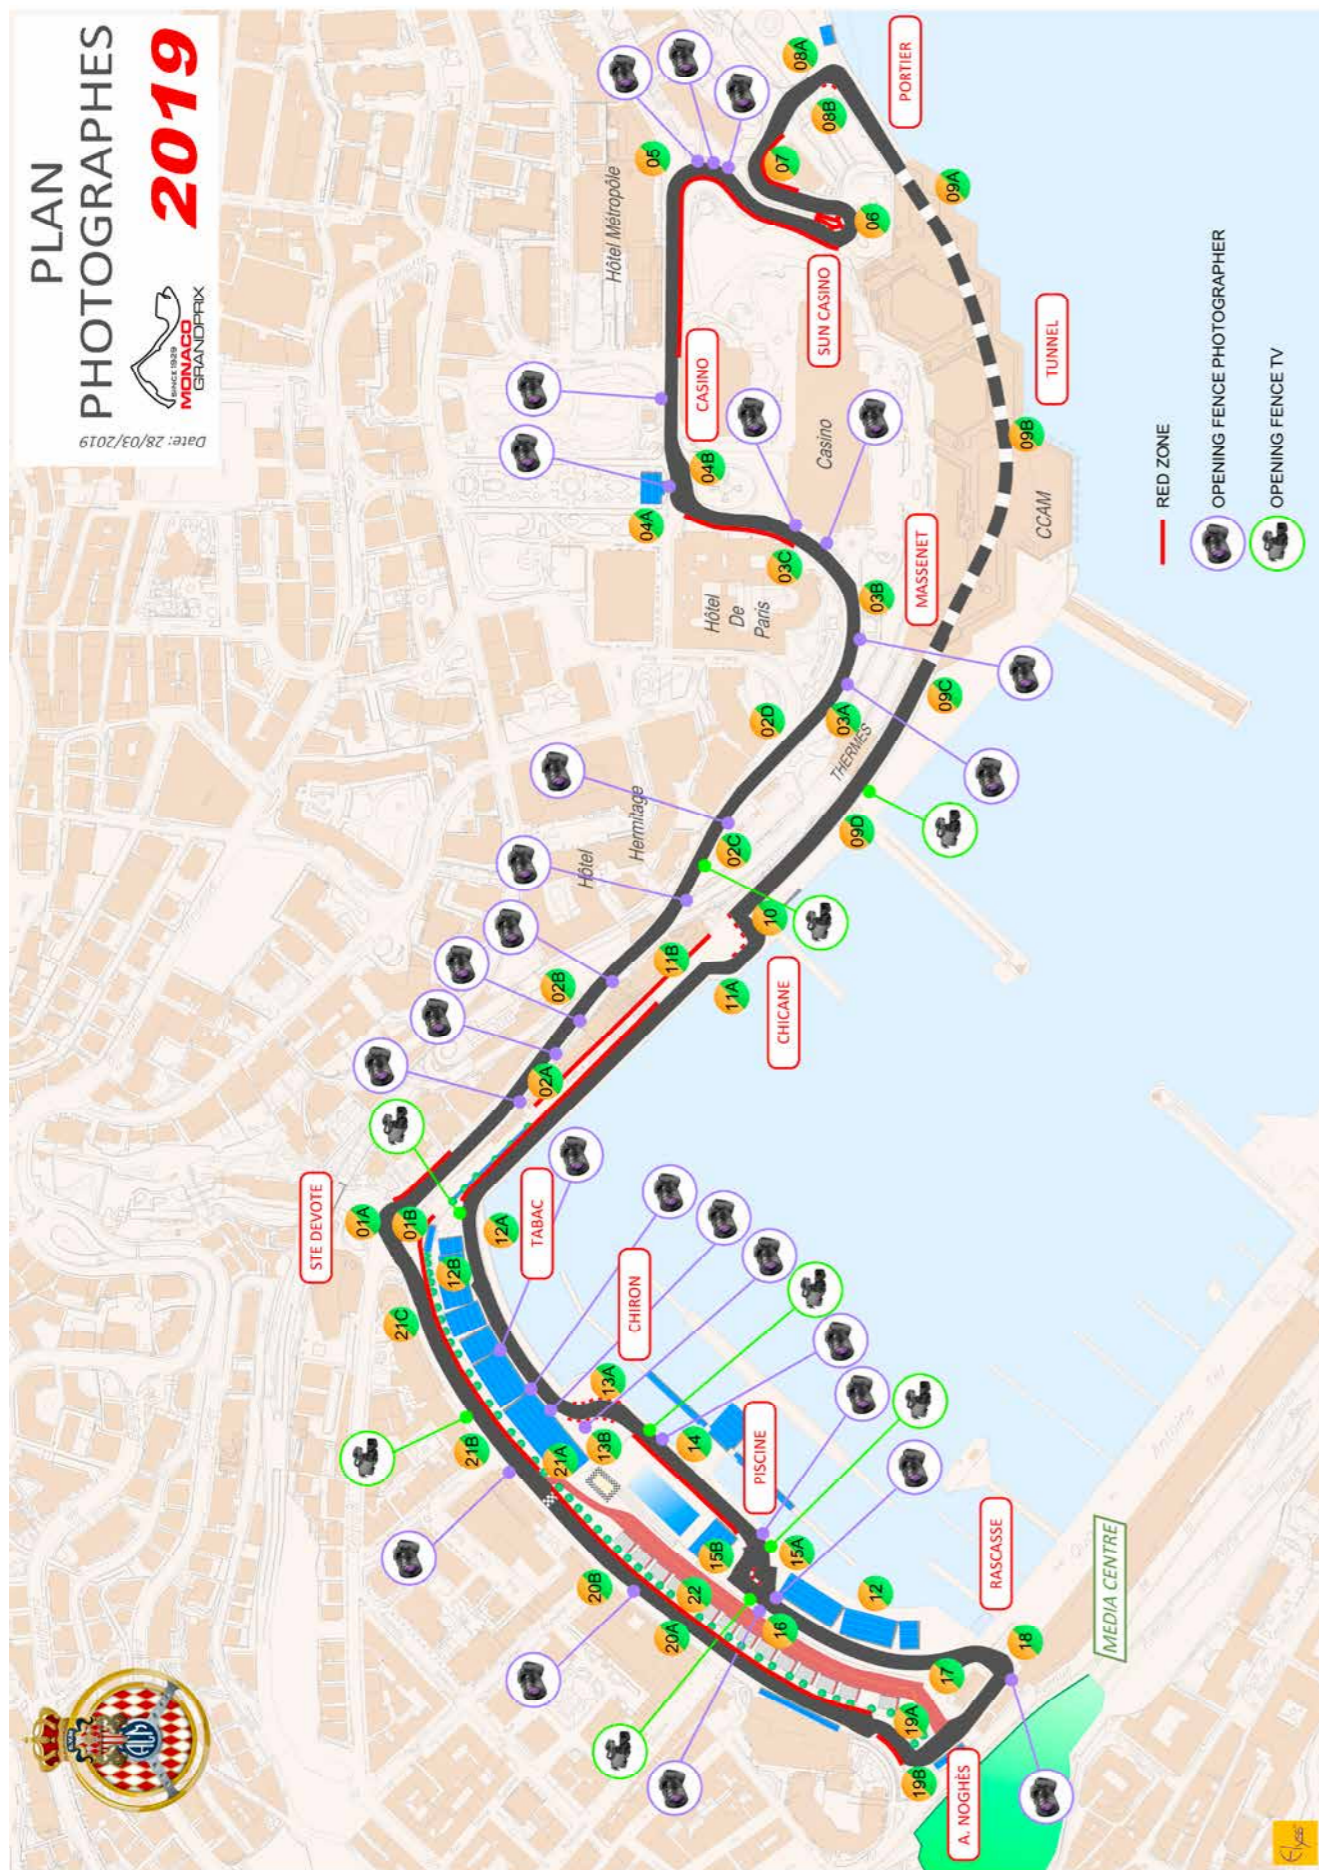 PLAN
PHOTOGRAPHES
2019
SINCE 1929
MONACO
GRANDPRIX
Date: 28/03/2019
STE DEVOTE
TABAC
CHIRON
PISCINE
RASCASSE
A. NOGHÈS
MEDIA CENTRE
CHICANE
MASSENET
CASINO
SUN CASINO
PORTIER
TUNNEL
Hôtel Métropôle
Hôtel
De
Paris
Casino
CCAM
THERMES
Hôtel
Hermitage
01A
01B
02A
02B
02C
02D
03A
03B
03C
04A
04B
05
06
07
08A
08B
09A
09B
09C
09D
10
11A
11B
12A
12B
13A
13B
14
15A
15B
12
16
17
18
19A
19B
20A
20B
21A
21B
21C
22
RED ZONE
OPENING FENCE PHOTOGRAPHER
OPENING FENCE TV
Antoine